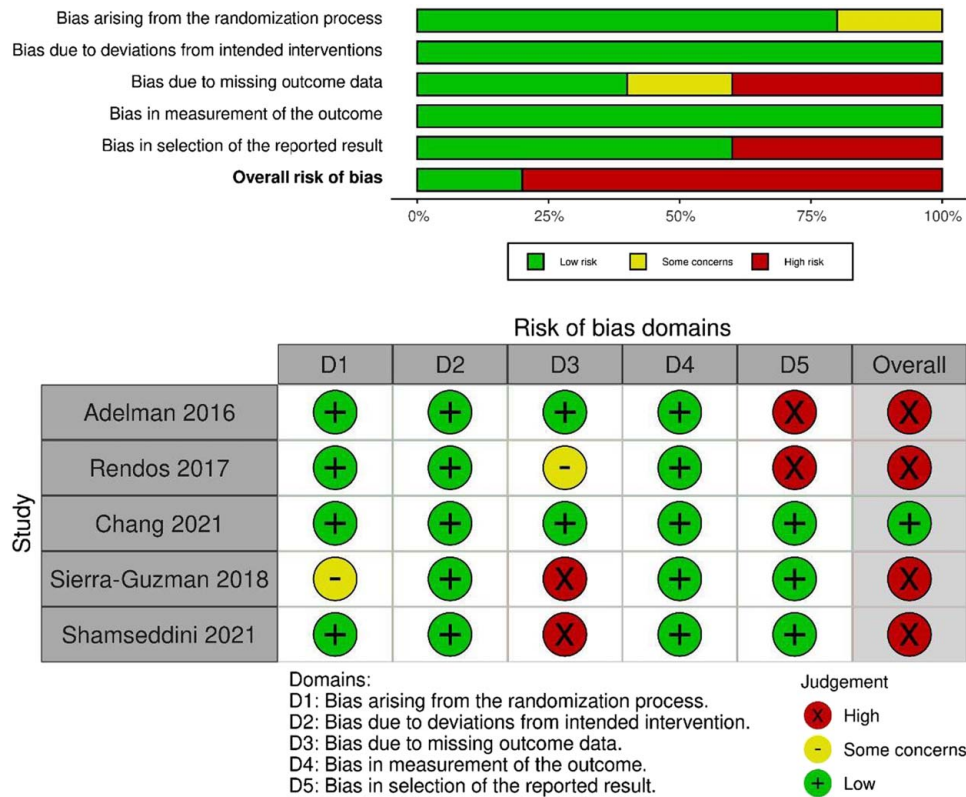 Bias arising from the randomization process
Bias due to deviations from intended interventions
Bias due to missing outcome data
Bias in measurement of the outcome
Bias in selection of the reported result
Overall risk of bias
0% 25% 50% 75% 100%
Low risk Some concerns High risk
Risk of bias domains
D1 D2 D3 D4 D5 Overall
Study
Adelman 2016 + + + + X X
Rendos 2017 + + - + X X
Chang 2021 + + + + + +
Sierra-Guzman 2018 - + X + + X
Shamseddini 2021 + + X + + X
Domains:
D1: Bias arising from the randomization process.
D2: Bias due to deviations from intended intervention.
D3: Bias due to missing outcome data.
D4: Bias in measurement of the outcome.
D5: Bias in selection of the reported result.
Judgement
X High
- Some concerns
+ Low